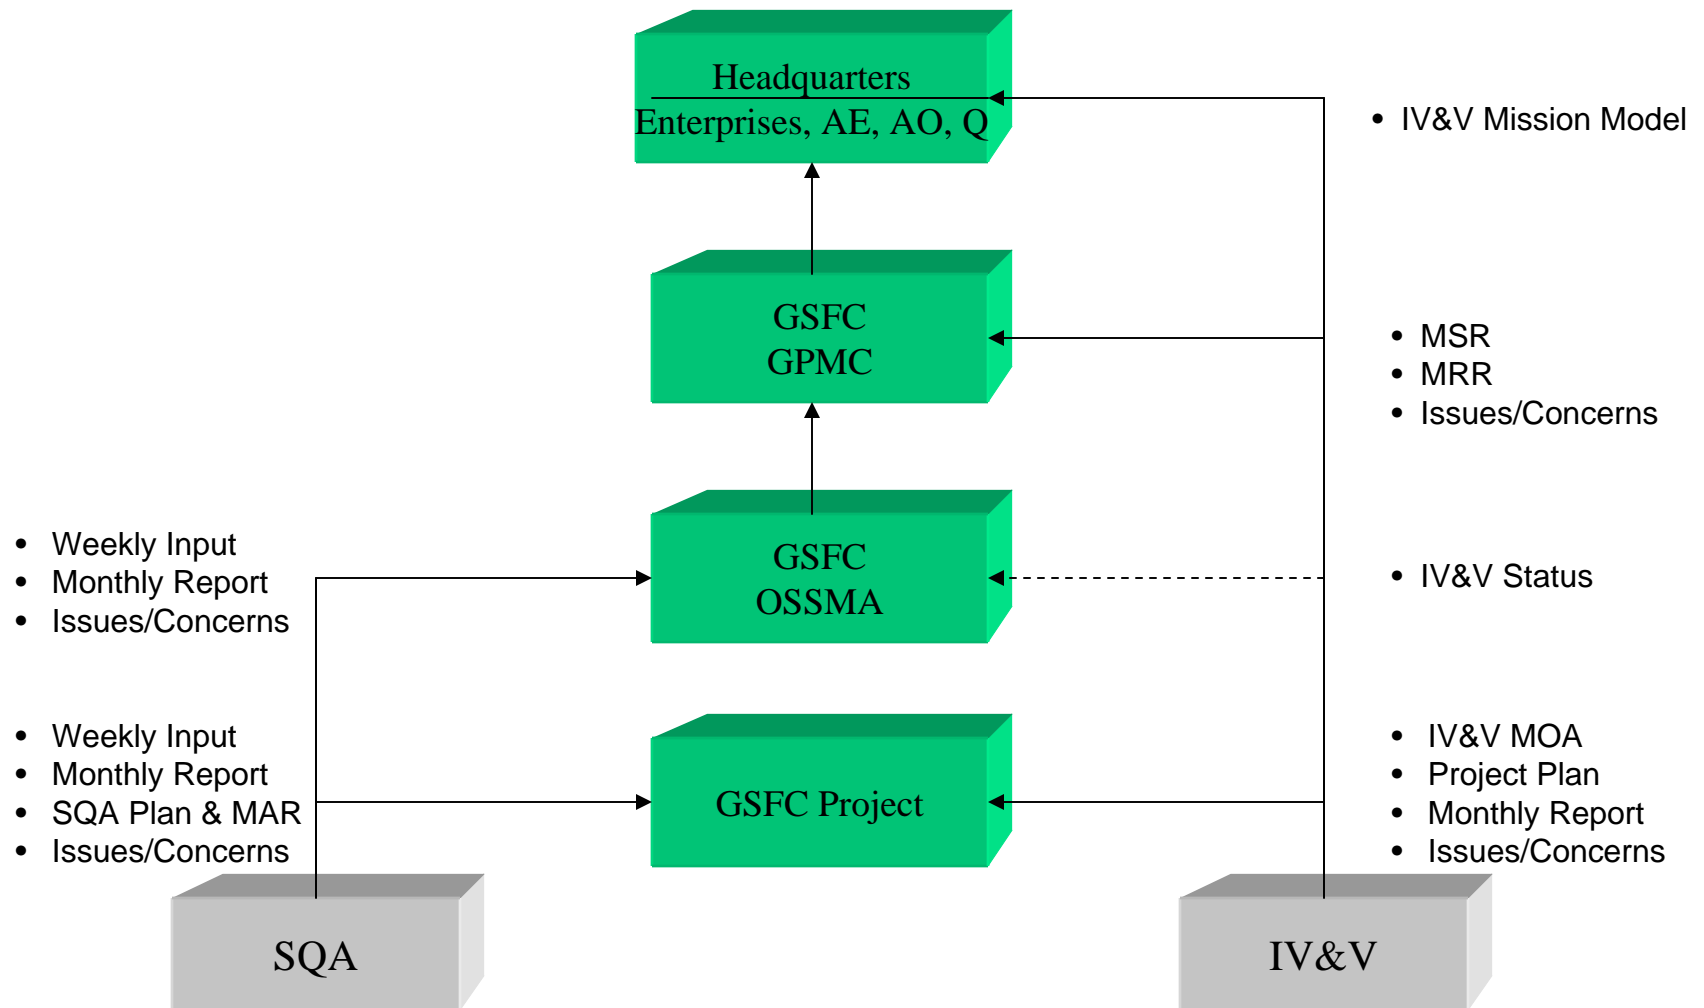 Headquarters
Enterprises, AE, AO, Q
• IV&V Mission Model
GSFC
GPMC
• MSR
• MRR
• Issues/Concerns
• Weekly Input
• Monthly Report
• Issues/Concerns
GSFC
OSSMA
• IV&V Status
• Weekly Input
• Monthly Report
• SQA Plan & MAR
• Issues/Concerns
GSFC Project
• IV&V MOA
• Project Plan
• Monthly Report
• Issues/Concerns
SQA
IV&V